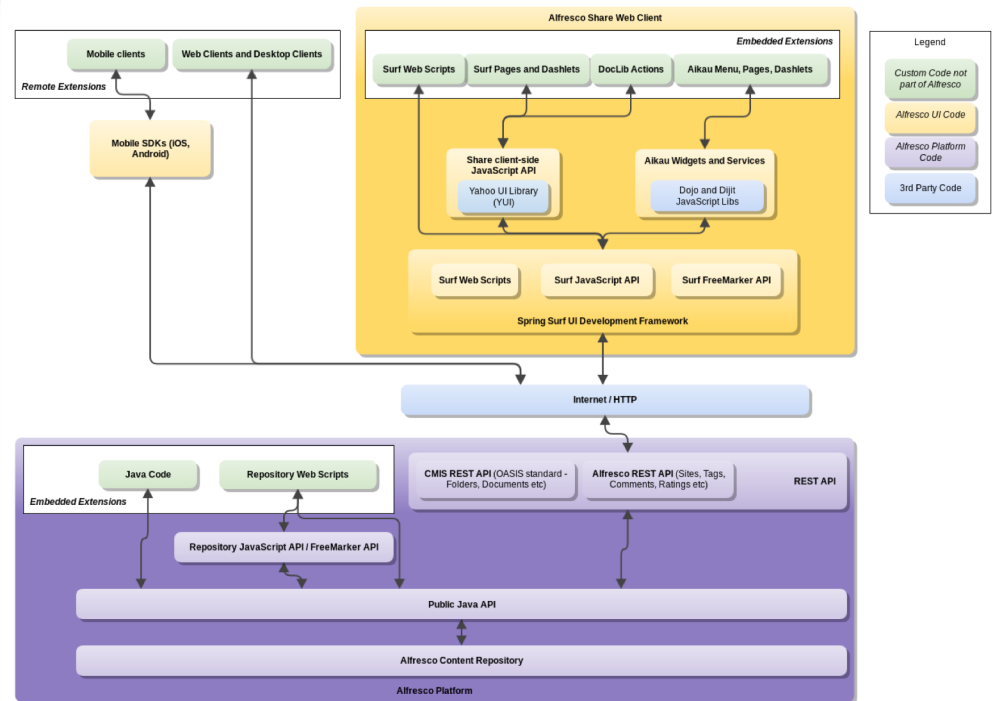 Alfresco Share Web Client
Embedded Extensions
Surf Web Scripts
Surf Pages and Dashlets
DocLib Actions
Aikau Menu, Pages, Dashlets
Mobile clients
Web Clients and Desktop Clients
Remote Extensions
Mobile SDKs (iOS,
Android)
Share client-side
JavaScript API
Yahoo UI Library
(YUI)
Aikau Widgets and Services
Dojo and Dijit
JavaScript Libs
Surf Web Scripts
Surf JavaScript API
Surf FreeMarker API
Spring Surf UI Development Framework
Legend
Custom Code not
part of Alfresco
Alfresco UI Code
Alfresco Platform
Code
3rd Party Code
Internet / HTTP
Java Code
Repository Web Scripts
Embedded Extensions
CMIS REST API (OASIS standard -
Folders, Documents etc)
Alfresco REST API (Sites, Tags,
Comments, Ratings etc)
REST API
Repository JavaScript API / FreeMarker API
Public Java API
Alfresco Content Repository
Alfresco Platform